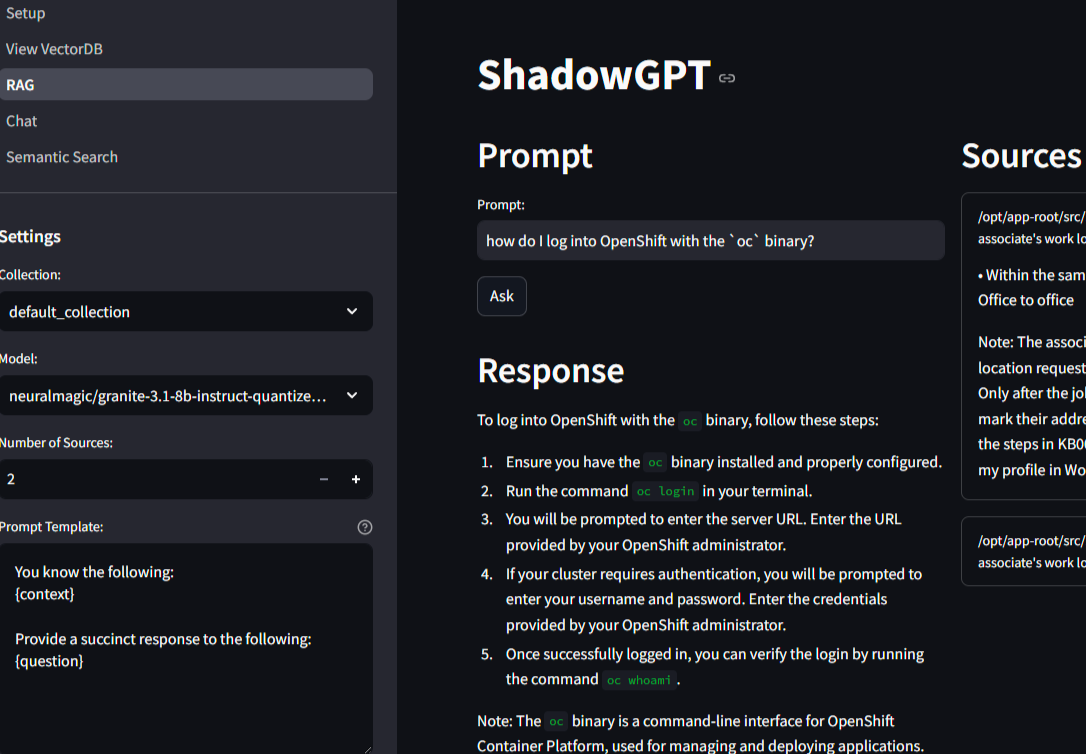 Setup
View VectorDB
RAG
Chat
Semantic Search
Settings
Collection:
default_collection
Model:
neuralmagic/granite-3.1-8b-instruct-quantize...
Number of Sources:
2
Prompt Template:
You know the following:
{context}
Provide a succinct response to the following:
{question}
ShadowGPT
Prompt
Prompt:
how do I log into OpenShift with the `oc` binary?
Ask
Response
To log into OpenShift with the oc binary, follow these steps:
1. Ensure you have the oc binary installed and properly configured.
2. Run the command oc login in your terminal.
3. You will be prompted to enter the server URL. Enter the URL
provided by your OpenShift administrator.
4. If your cluster requires authentication, you will be prompted to
enter your username and password. Enter the credentials
provided by your OpenShift administrator.
5. Once successfully logged in, you can verify the login by running
the command oc whoami.
Note: The oc binary is a command-line interface for OpenShift
Container Platform, used for managing and deploying applications.
Sources
/opt/app-root/src/
associate's work lo
• Within the sam
Office to office
Note: The associ
location request
Only after the jo
mark their addre
the steps in KB00
my profile in Wo
/opt/app-root/src/
associate's work lo